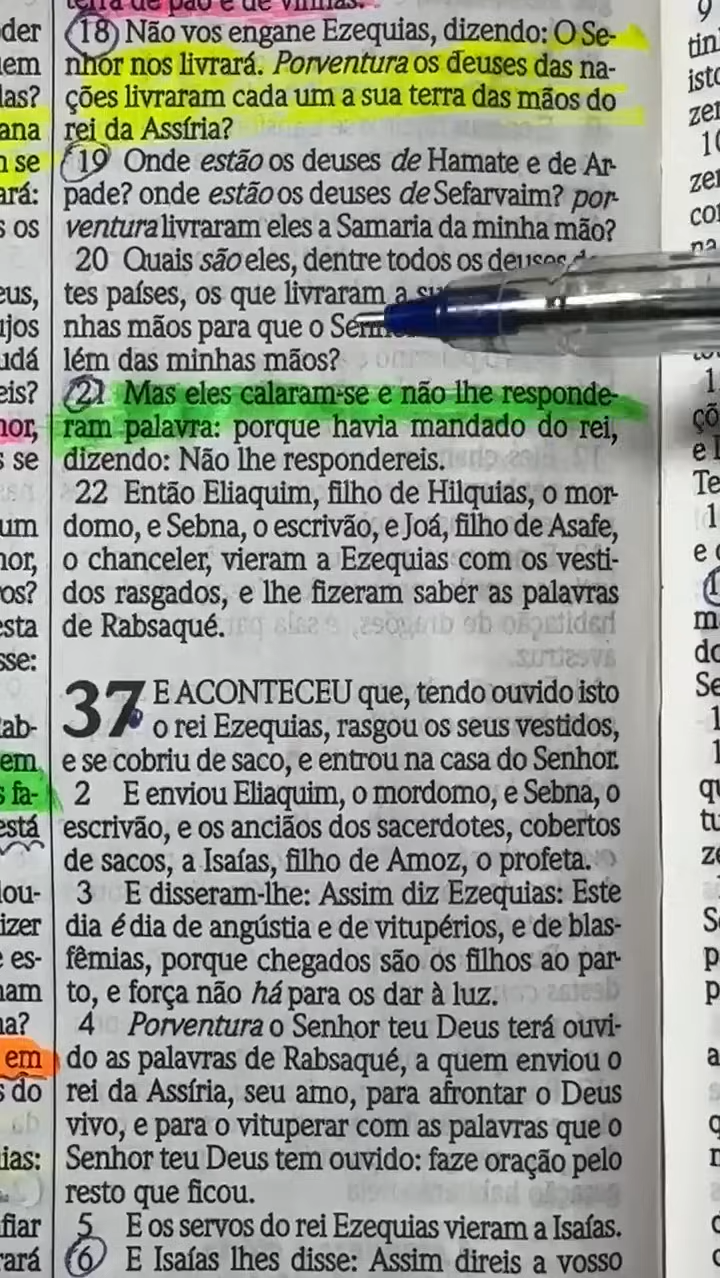 terra de pão e de vinhas.
18 Não vos engane Ezequias, dizendo: O Se-
nhor nos livrará. Porventura os deuses das na-
ções livraram cada um a sua terra das mãos do
rei da Assíria?
19 Onde estão os deuses de Hamate e de Ar-
pade? onde estão os deuses de Sefarvaim? por-
ventura livraram eles a Samaria da minha mão?
20 Quais são eles, dentre todos os deuses
tes países, os que livraram a
nhas mãos para que o
lém das minhas mãos?
21 Mas eles calaram-se e não lhe responde-
ram palavra: porque havia mandado do rei,
dizendo: Não lhe respondereis.
22 Então Eliaquim, filho de Hilquias, o mor-
domo, e Sebna, o escrivão, e Joá, filho de Asafe,
o chanceler, vieram a Ezequias com os vesti-
dos rasgados, e lhe fizeram saber as palavras
de Rabsaqué.
37 E ACONTECEU que, tendo ouvido isto
o rei Ezequias, rasgou os seus vestidos,
e se cobriu de saco, e entrou na casa do Senhor.
2 E enviou Eliaquim, o mordomo, e Sebna, o
escrivão, e os anciãos dos sacerdotes, cobertos
de sacos, a Isaías, filho de Amoz, o profeta.
3 E disseram-lhe: Assim diz Ezequias: Este
dia é dia de angústia e de vitupérios, e de blas-
fêmias, porque chegados são os filhos ao par-
to, e força não há para os dar à luz.
4 Porventura o Senhor teu Deus terá ouvi-
do as palavras de Rabsaqué, a quem enviou o
rei da Assíria, seu amo, para afrontar o Deus
vivo, e para o vituperar com as palavras que o
Senhor teu Deus tem ouvido: faze oração pelo
resto que ficou.
5 E os servos do rei Ezequias vieram a Isaías.
6 E Isaías lhes disse: Assim direis a vosso